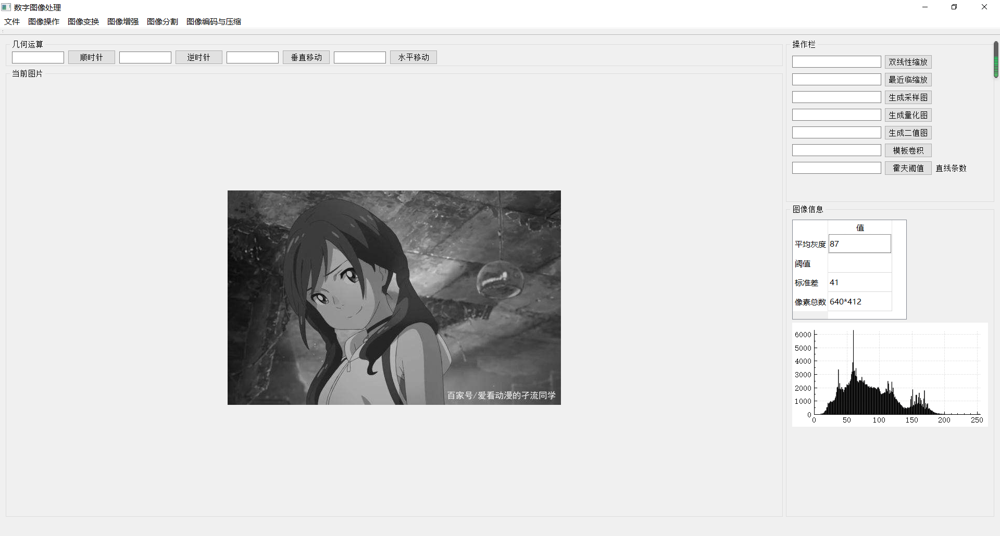 数字图像处理
文件 图像操作 图像变换 图像增强 图像分割 图像编码与压缩
几何运算
顺时针 逆时针 垂直移动 水平移动
当前图片
百家号/爱看动漫的孑流同学
操作栏
双线性缩放
最近临缩放
生成采样图
生成量化图
生成二值图
模板卷积
霍夫阈值 直线条数
图像信息
值
平均灰度 87
阈值
标准差 41
像素总数 640*412
6000
5000
4000
3000
2000
1000
0
0 50 100 150 200 250